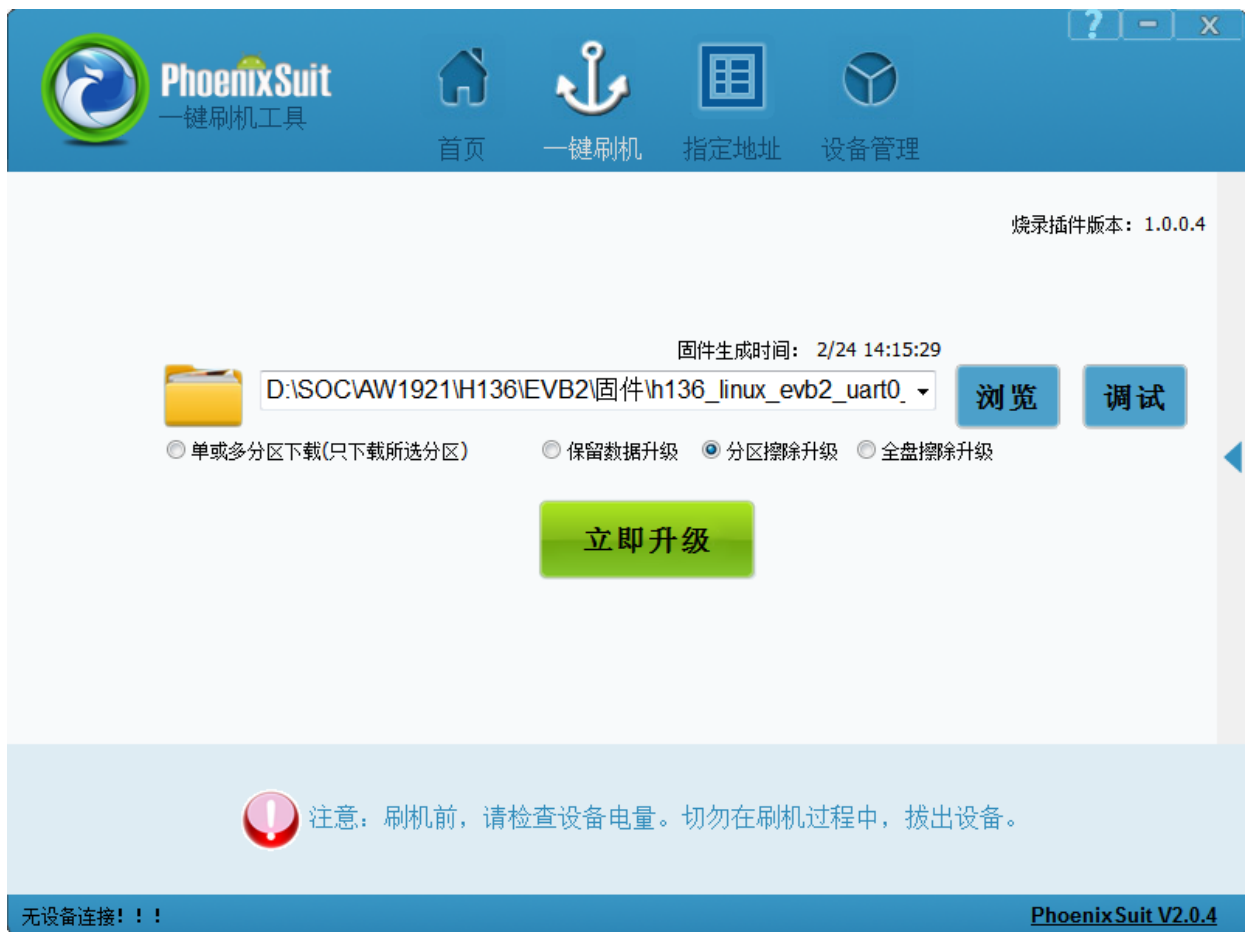 ? － X
PhoenixSuit
一键刷机工具
首页 一键刷机 指定地址 设备管理
烧录插件版本：1.0.0.4
固件生成时间： 2/24 14:15:29
D:\SOC\AW1921\H136\EVB2\固件\h136_linux_evb2_uart0_
浏览 调试
单或多分区下载(只下载所选分区) 保留数据升级 分区擦除升级 全盘擦除升级
立即升级
注意：刷机前，请检查设备电量。切勿在刷机过程中，拔出设备。
无设备连接！！！ PhoenixSuit V2.0.4